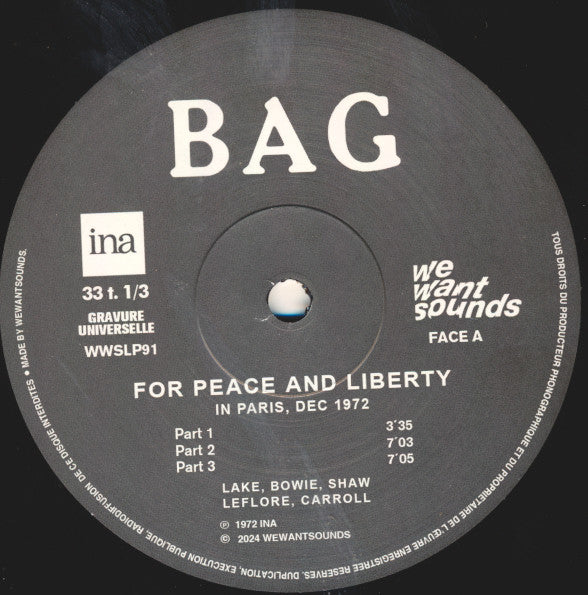 BAG
ina
33 t. 1/3
GRAVURE
UNIVERSELLE
WWSLP91
we
want
sounds
FACE A
FOR PEACE AND LIBERTY
IN PARIS, DEC 1972
Part 1 3´35
Part 2 7´03
Part 3 7´05
LAKE, BOWIE, SHAW
LEFLORE, CARROLL
℗ 1972 INA
© 2024 WEWANTSOUNDS
TOUS DROITS DU PRODUCTEUR PHONOGRAPHIQUE ET DU PROPRIETAIRE DE L'ŒUVRE ENREGISTREE RESERVES. DUPLICATION, EXECUTION PUBLIQUE, RADIODIFFUSION DE CE DISQUE INTERDITES • MADE BY WEWANTSOUNDS.